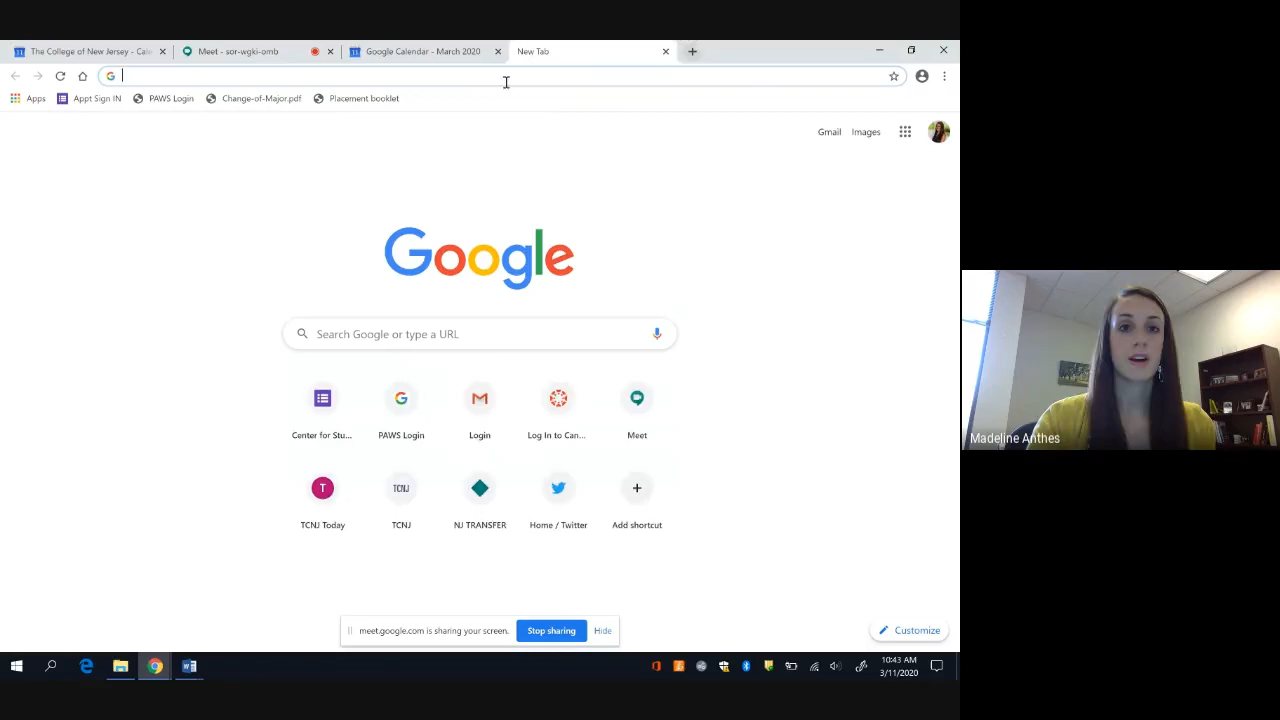 The College of New Jersey - Cale
Meet - sor-wgki-omb
Google Calendar - March 2020
New Tab
Apps
Appt Sign IN
PAWS Login
Change-of-Major.pdf
Placement booklet
Gmail
Images
Google
Search Google or type a URL
Center for Stu...
PAWS Login
Login
Log In to Can...
Meet
T
TCNJ
TCNJ Today
TCNJ
NJ TRANSFER
Home / Twitter
Add shortcut
Madeline Anthes
meet.google.com is sharing your screen.
Stop sharing
Hide
Customize
10:43 AM
3/11/2020